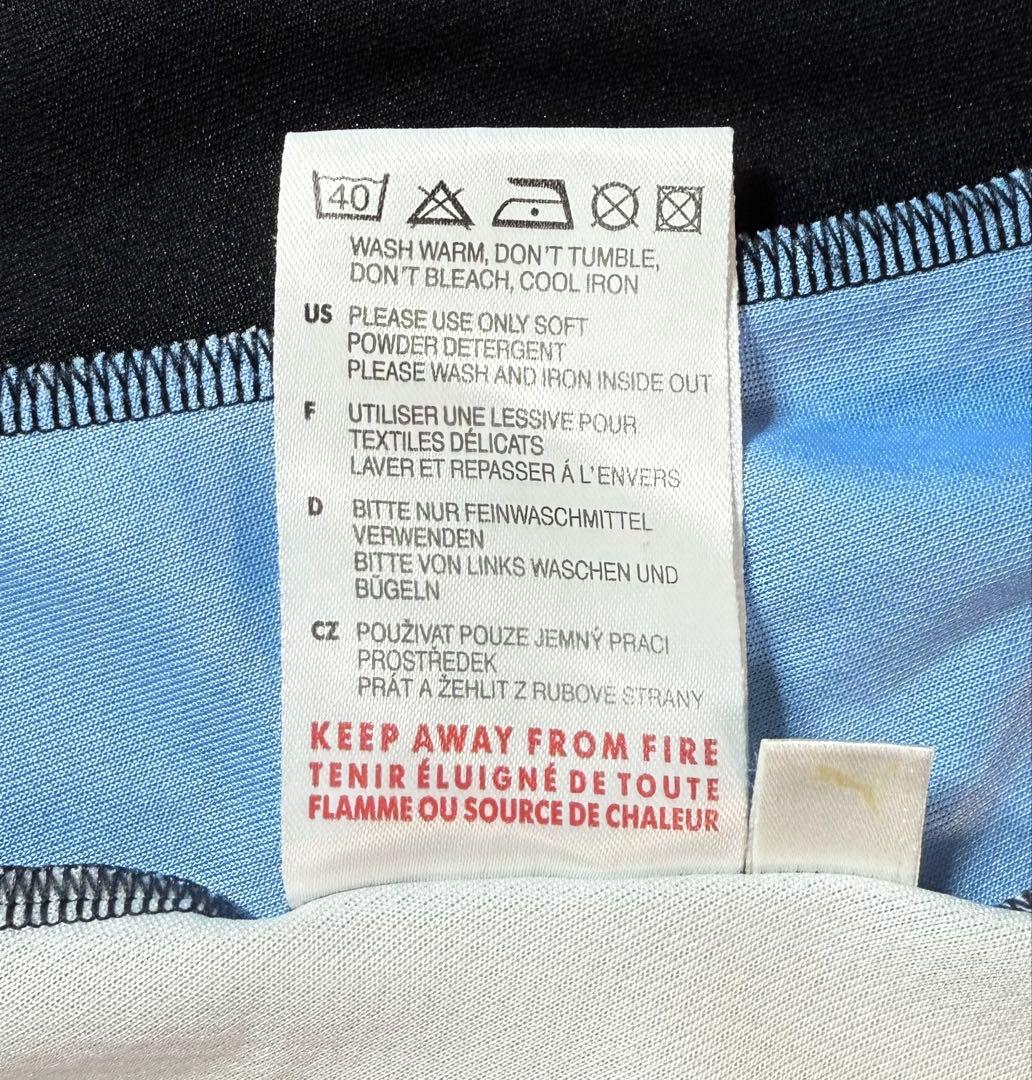 40
WASH WARM, DON'T TUMBLE,
DON'T BLEACH, COOL IRON
US PLEASE USE ONLY SOFT
POWDER DETERGENT
PLEASE WASH AND IRON INSIDE OUT
F UTILISER UNE LESSIVE POUR
TEXTILES DÉLICATS
LAVER ET REPASSER Á L'ENVERS
D BITTE NUR FEINWASCHMITTEL
VERWENDEN
BITTE VON LINKS WASCHEN UND
BÜGELN
CZ POUŽIVAT POUZE JEMNÝ PRACI
PROSTŘEDEK
PRÁT A ŽEHLIT Z RUBOVE STRANY
KEEP AWAY FROM FIRE
TENIR ÉLUIGNÉ DE TOUTE
FLAMME OU SOURCE DE CHALEUR